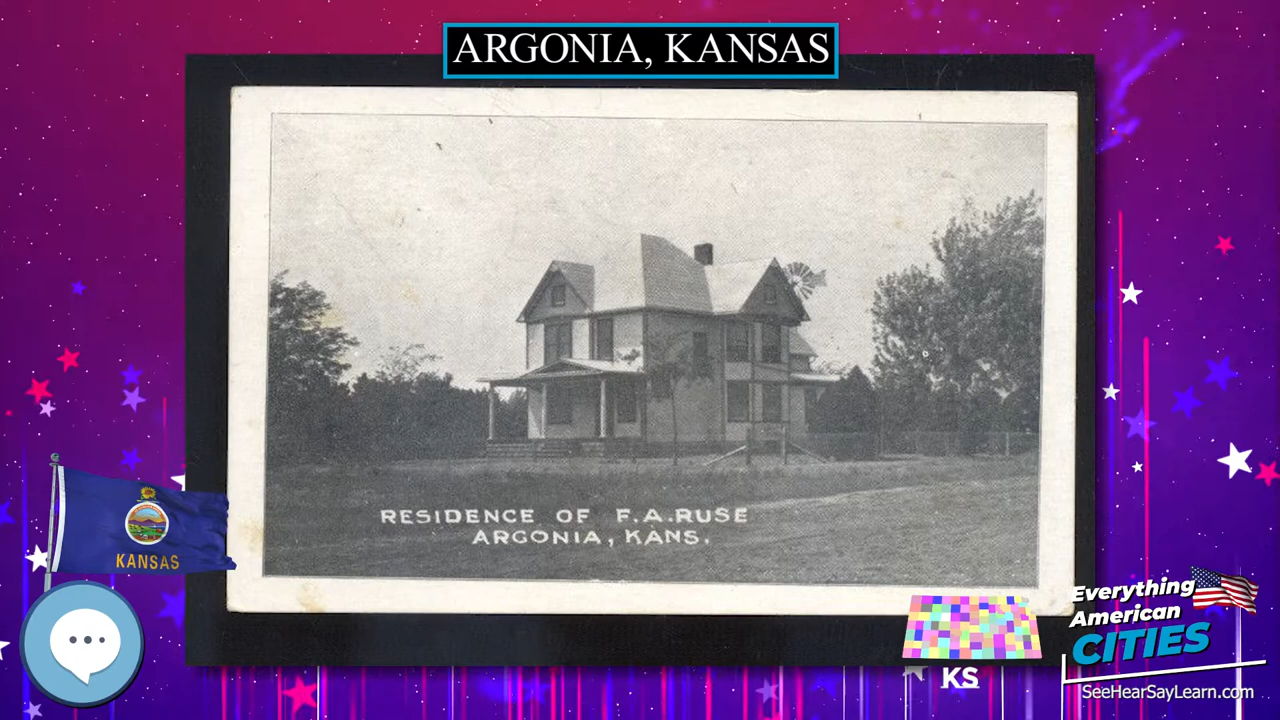 ARGONIA, KANSAS
RESIDENCE OF F.A.RUSE
ARGONIA, KANS.
KANSAS
KS
Everything
American
CITIES
SeeHearSayLearn.com